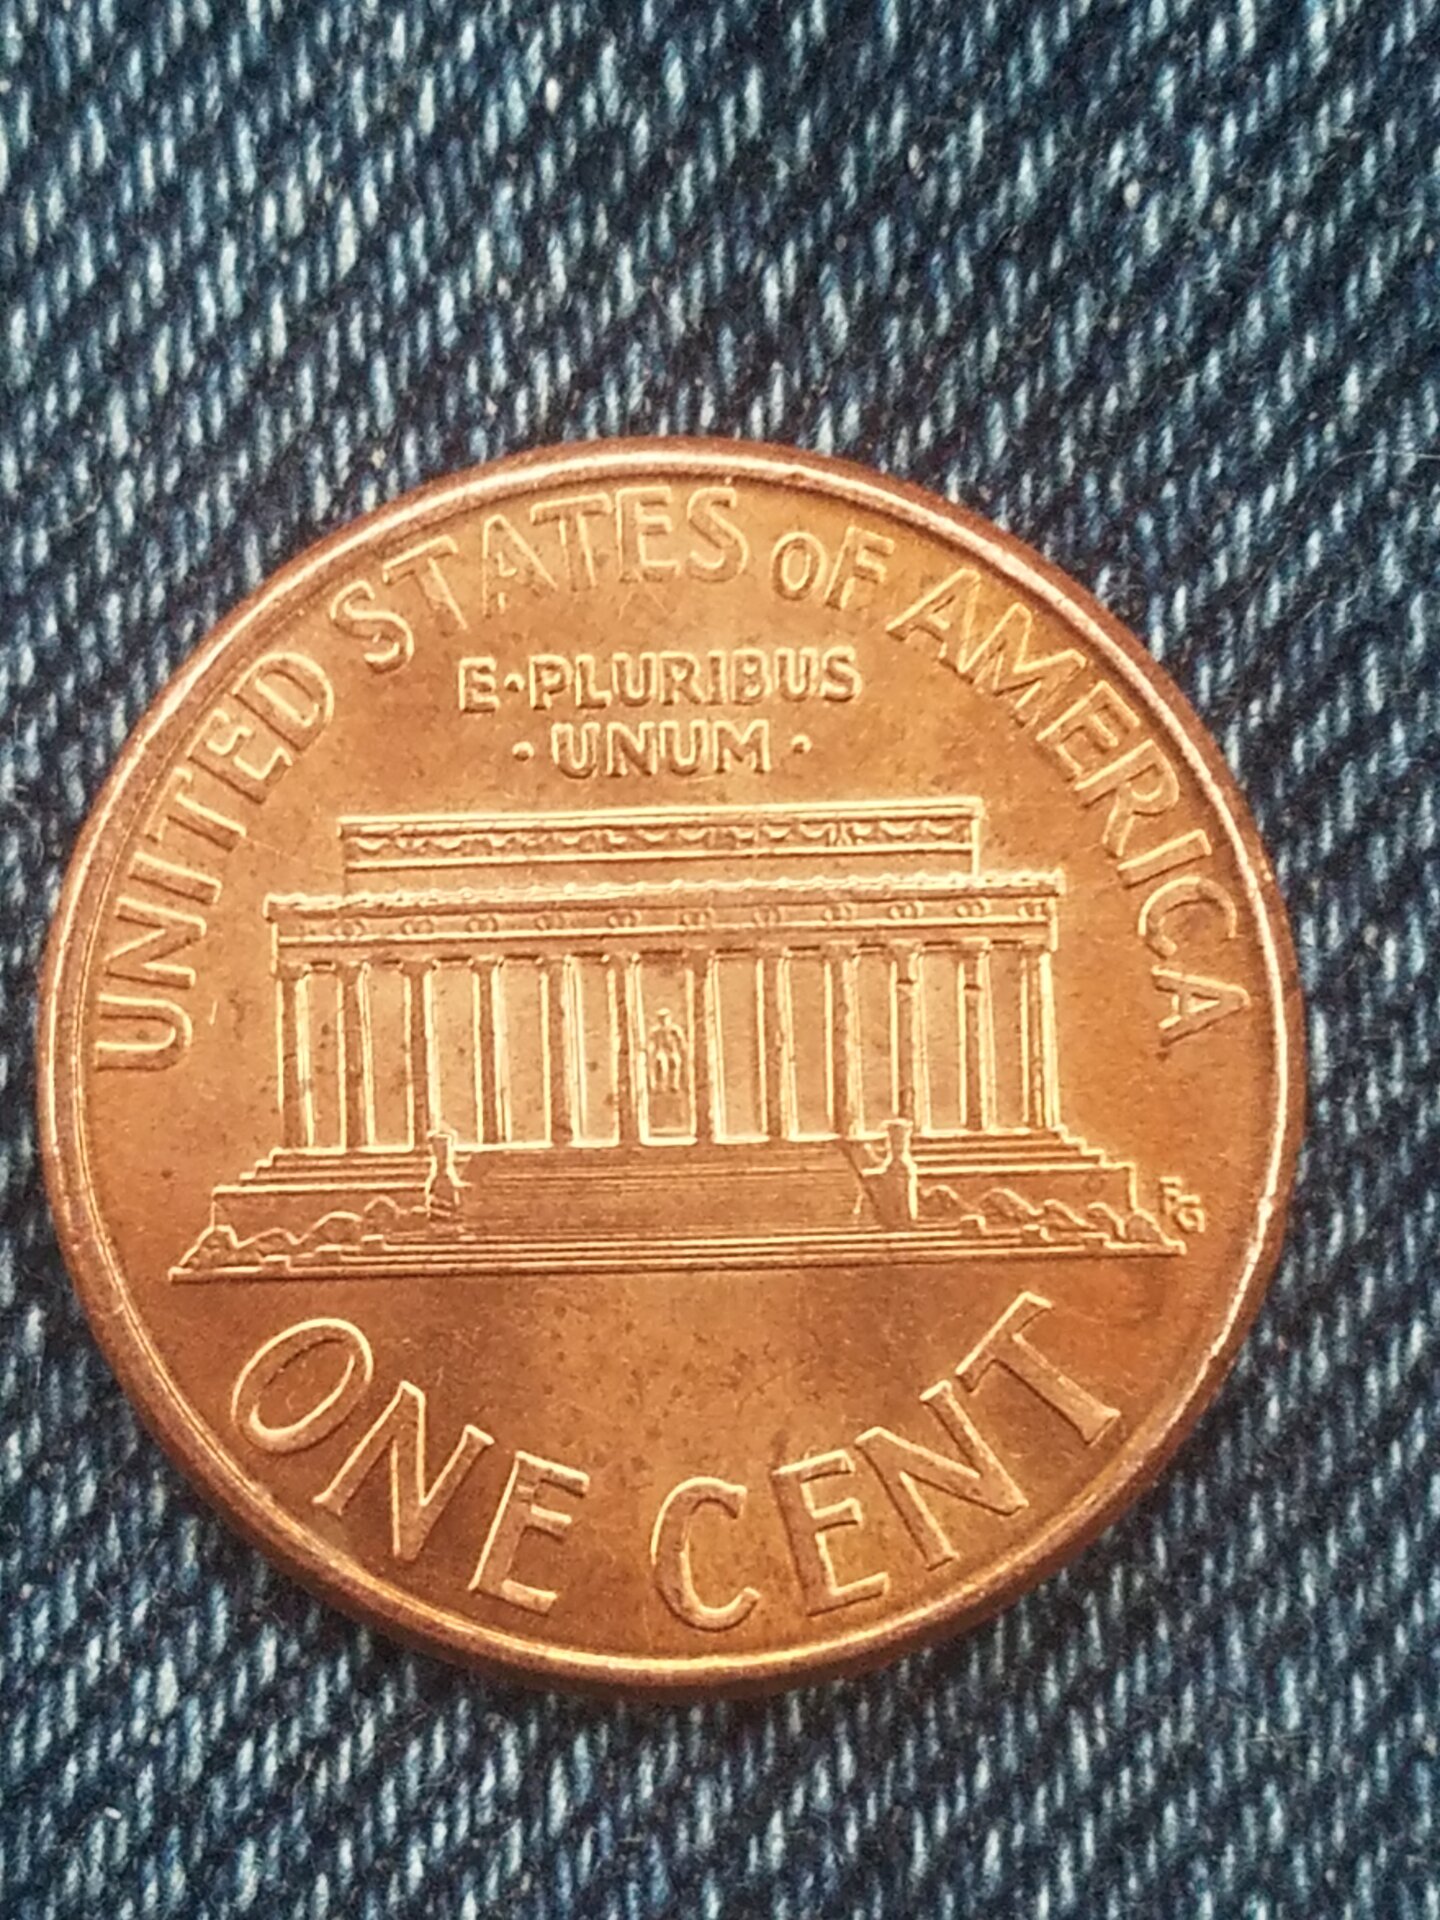 UNITED STATES OF AMERICA
E·PLURIBUS
·UNUM·
FG
ONE CENT